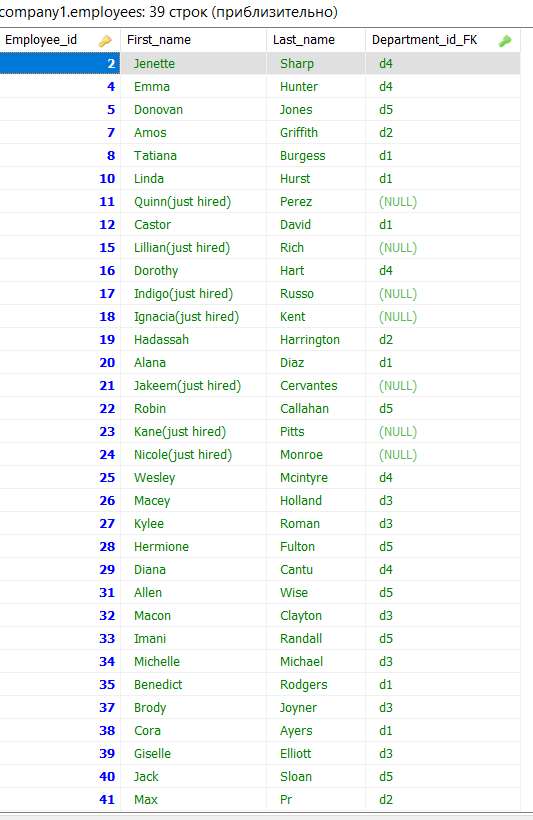 company1.employees: 39 строк (приблизительно)
Employee_id First_name Last_name Department_id_FK
2 Jenette Sharp d4
4 Emma Hunter d4
5 Donovan Jones d5
7 Amos Griffith d2
8 Tatiana Burgess d1
10 Linda Hurst d1
11 Quinn(just hired) Perez (NULL)
12 Castor David d1
15 Lillian(just hired) Rich (NULL)
16 Dorothy Hart d4
17 Indigo(just hired) Russo (NULL)
18 Ignacia(just hired) Kent (NULL)
19 Hadassah Harrington d2
20 Alana Diaz d1
21 Jakeem(just hired) Cervantes (NULL)
22 Robin Callahan d5
23 Kane(just hired) Pitts (NULL)
24 Nicole(just hired) Monroe (NULL)
25 Wesley Mcintyre d4
26 Macey Holland d3
27 Kylee Roman d3
28 Hermione Fulton d5
29 Diana Cantu d4
31 Allen Wise d5
32 Macon Clayton d3
33 Imani Randall d5
34 Michelle Michael d3
35 Benedict Rodgers d1
37 Brody Joyner d3
38 Cora Ayers d1
39 Giselle Elliott d3
40 Jack Sloan d5
41 Max Pr d2